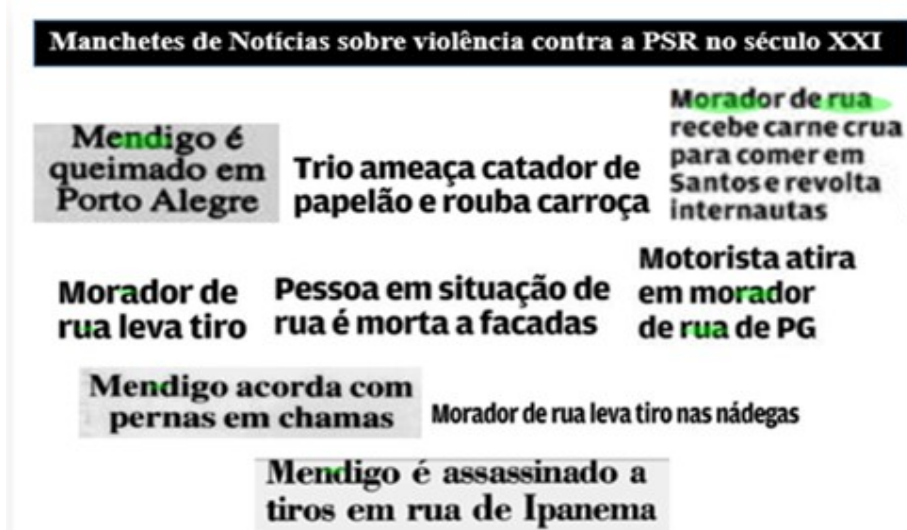 Manchetes de Notícias sobre violência contra a PSR no século XXI
Mendigo é
queimado em
Porto Alegre
Trio ameaça catador de
papelão e rouba carroça
Morador de rua
recebe carne crua
para comer em
Santos e revolta
internautas
Morador de
rua leva tiro
Pessoa em situação de
rua é morta a facadas
Motorista atira
em morador
de rua de PG
Mendigo acorda com
pernas em chamas
Morador de rua leva tiro nas nádegas
Mendigo é assassinado a
tiros em rua de Ipanema